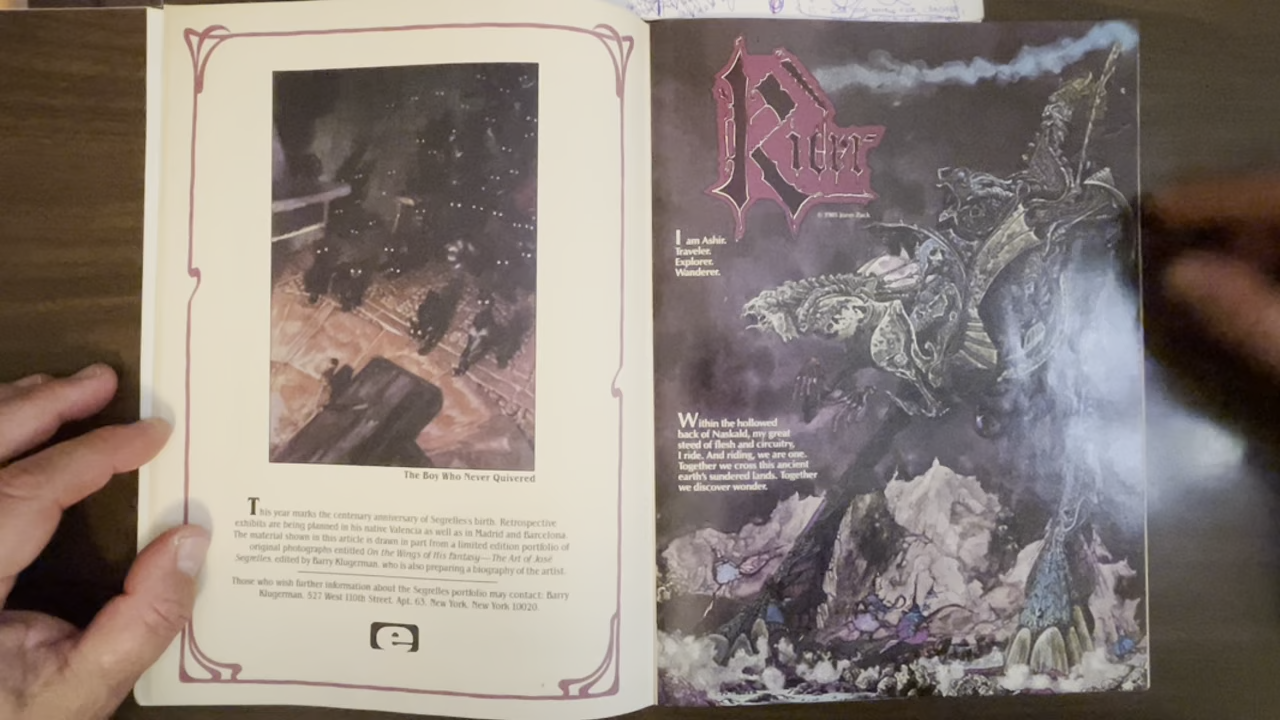 The Boy Who Never Quivered
This year marks the centenary anniversary of Segrelles's birth. Retrospective
exhibits are being planned in his native Valencia as well as in Madrid and Barcelona.
The material shown in this article is drawn in part from a limited edition portfolio of
original photographs entitled On the Wings of His Fantasy—The Art of José
Segrelles, edited by Barry Klugerman, who is also preparing a biography of the artist.
Those who wish further information about the Segrelles portfolio may contact: Barry
Klugerman, 527 West 110th Street, Apt. 63, New York, New York 10020.
e
Rider
I am Ashir.
Traveler.
Explorer.
Wanderer.
Within the hollowed
back of Naskald, my great
steed of flesh and circuitry,
I ride. And riding, we are one.
Together we cross this ancient
earth's sundered lands. Together
we discover wonder.